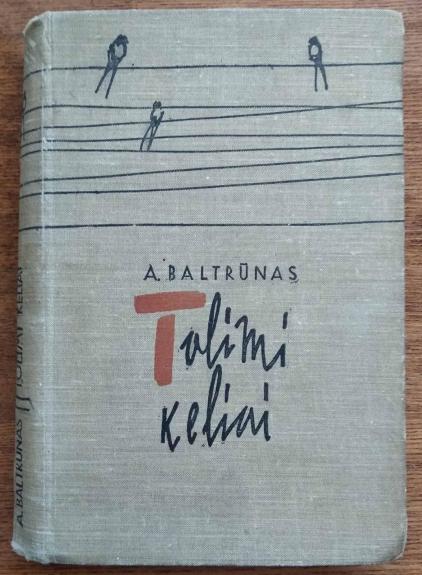 A. BALTRŪNAS
Tolimi
keliai
A. BALTRŪNAS TOLIMI KELIAI